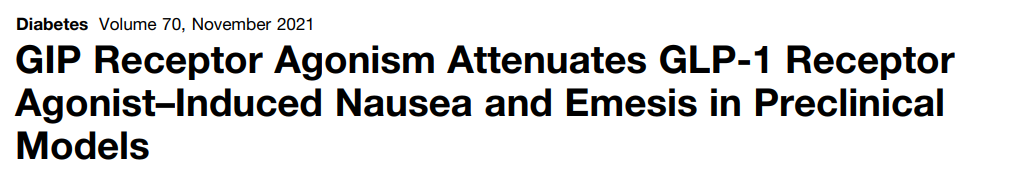 Diabetes Volume 70, November 2021
GIP Receptor Agonism Attenuates GLP-1 Receptor
Agonist–Induced Nausea and Emesis in Preclinical
Models